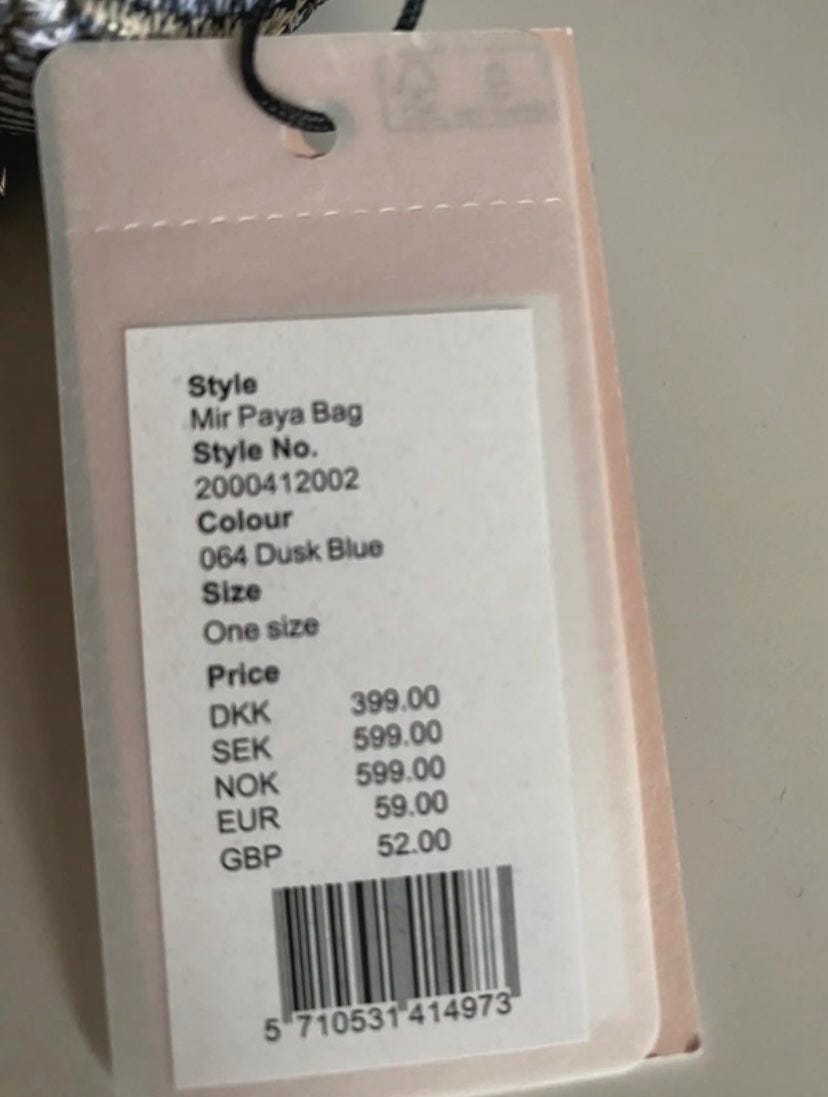 Style
Mir Paya Bag
Style No.
2000412002
Colour
064 Dusk Blue
Size
One size
Price
DKK 399.00
SEK 599.00
NOK 599.00
EUR 59.00
GBP 52.00
5 710531 414973